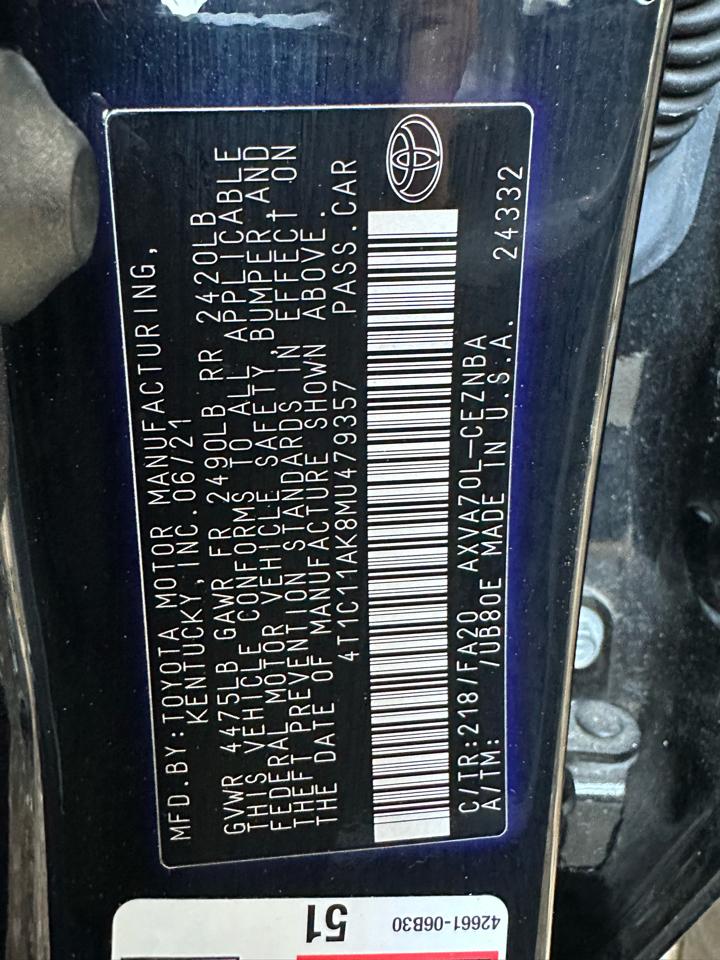 MFD.BY:TOYOTA MOTOR MANUFACTURING,
KENTUCKY,INC.06/21
GVWR 4475LB GAWR FR 2490LB RR 2420LB
THIS VEHICLE CONFORMS TO ALL APPLICABLE
FEDERAL MOTOR VEHICLE SAFETY,BUMPER,AND
THEFT PREVENTION STANDARDS IN EFFECT ON
THE DATE OF MANUFACTURE SHOWN ABOVE.
4T1C11AK8MU479357 PASS.CAR
C/TR:218/FA20 AXVA70L-CEZNBA
A/TM: /UB80E MADE IN U.S.A. 24332
42661-06B30
51